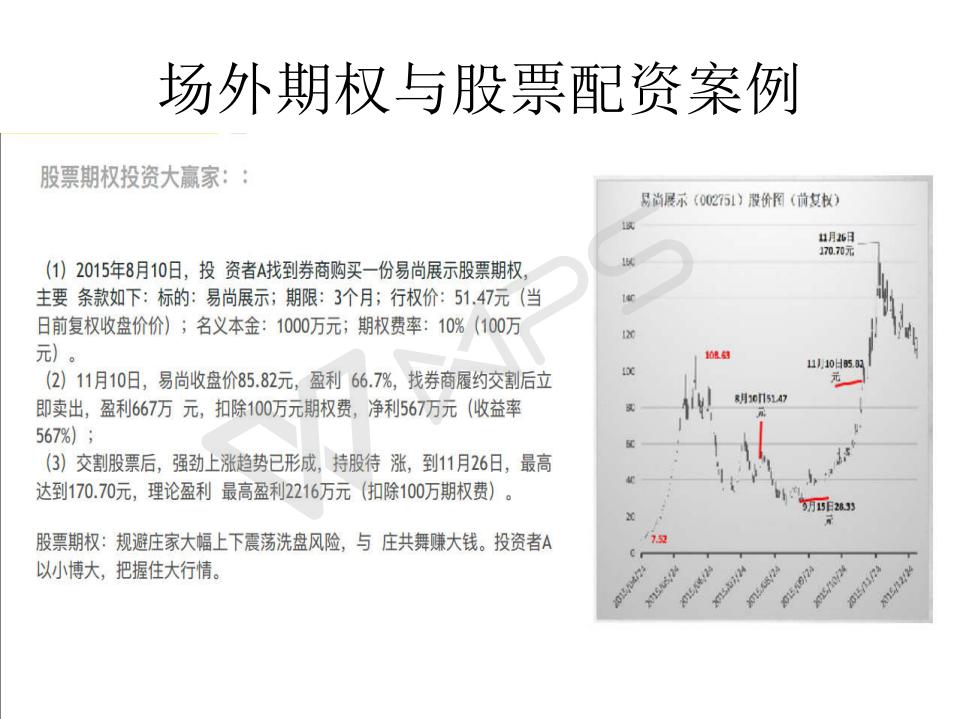 场外期权与股票配资案例
股票期权投资大赢家：：
（1）2015年8月10日，投 资者A找到券商购买一份易尚展示股票期权，
主要 条款如下：标的：易尚展示；期限：3个月；行权价：51.47元（当
日前复权收盘价价）；名义本金：1000万元；期权费率：10%（100万
元）。
（2）11月10日，易尚收盘价85.82元，盈利 66.7%，找券商履约交割后立
即卖出，盈利667万 元，扣除100万元期权费，净利567万元（收益率
567%）；
（3）交割股票后，强劲上涨趋势已形成，持股待 涨，到11月26日，最高
达到170.70元，理论盈利 最高盈利2216万元（扣除100万期权费）。
股票期权：规避庄家大幅上下震荡洗盘风险，与 庄共舞赚大钱。投资者A
以小博大，把握住大行情。
易尚展示（002751）股价图（前复权）
180
160
140
120
100
80
60
40
20
0
11月26日
170.70元
108.63
11月10日85.82
元
8月10日51.47
元
9月15日28.33
元
7.52
2015/04/24
2015/05/24
2015/06/24
2015/07/24
2015/08/24
2015/09/24
2015/10/24
2015/11/24
2015/12/24
WPS